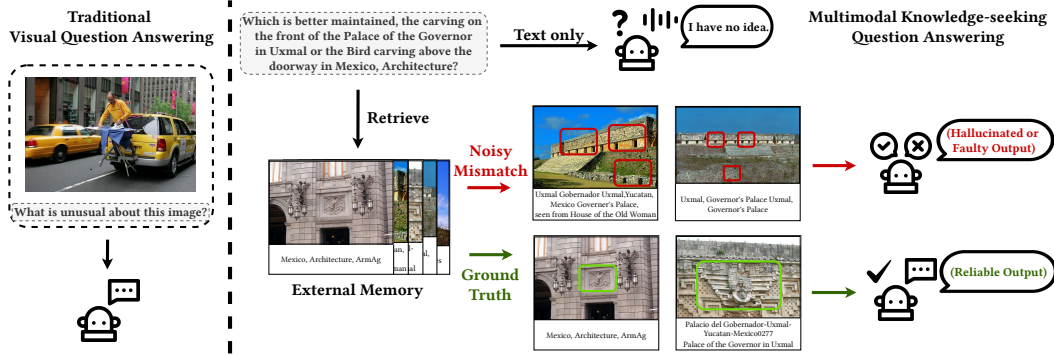 Traditional
Visual Question Answering
What is unusual about this image?
Which is better maintained, the carving on
the front of the Palace of the Governor
in Uxmal or the Bird carving above the
doorway in Mexico, Architecture?
Text only
I have no idea.
Multimodal Knowledge-seeking
Question Answering
Retrieve
Mexico, Architecture, ArmAg
an,
nan
l-
al
es
External Memory
Noisy
Mismatch
Uxmal Gobernador Uxmal,Yucatan,
Mexico Governer's Palace,
seen from House of the Old Woman
Uxmal, Governor's Palace Uxmal,
Governor's Palace
(Hallucinated or
Faulty Output)
Ground
Truth
Mexico, Architecture, ArmAg
Palacio del Gobernador-Uxmal-
Yucatan-Mexico0277
Palace of the Governor in Uxmal
(Reliable Output)